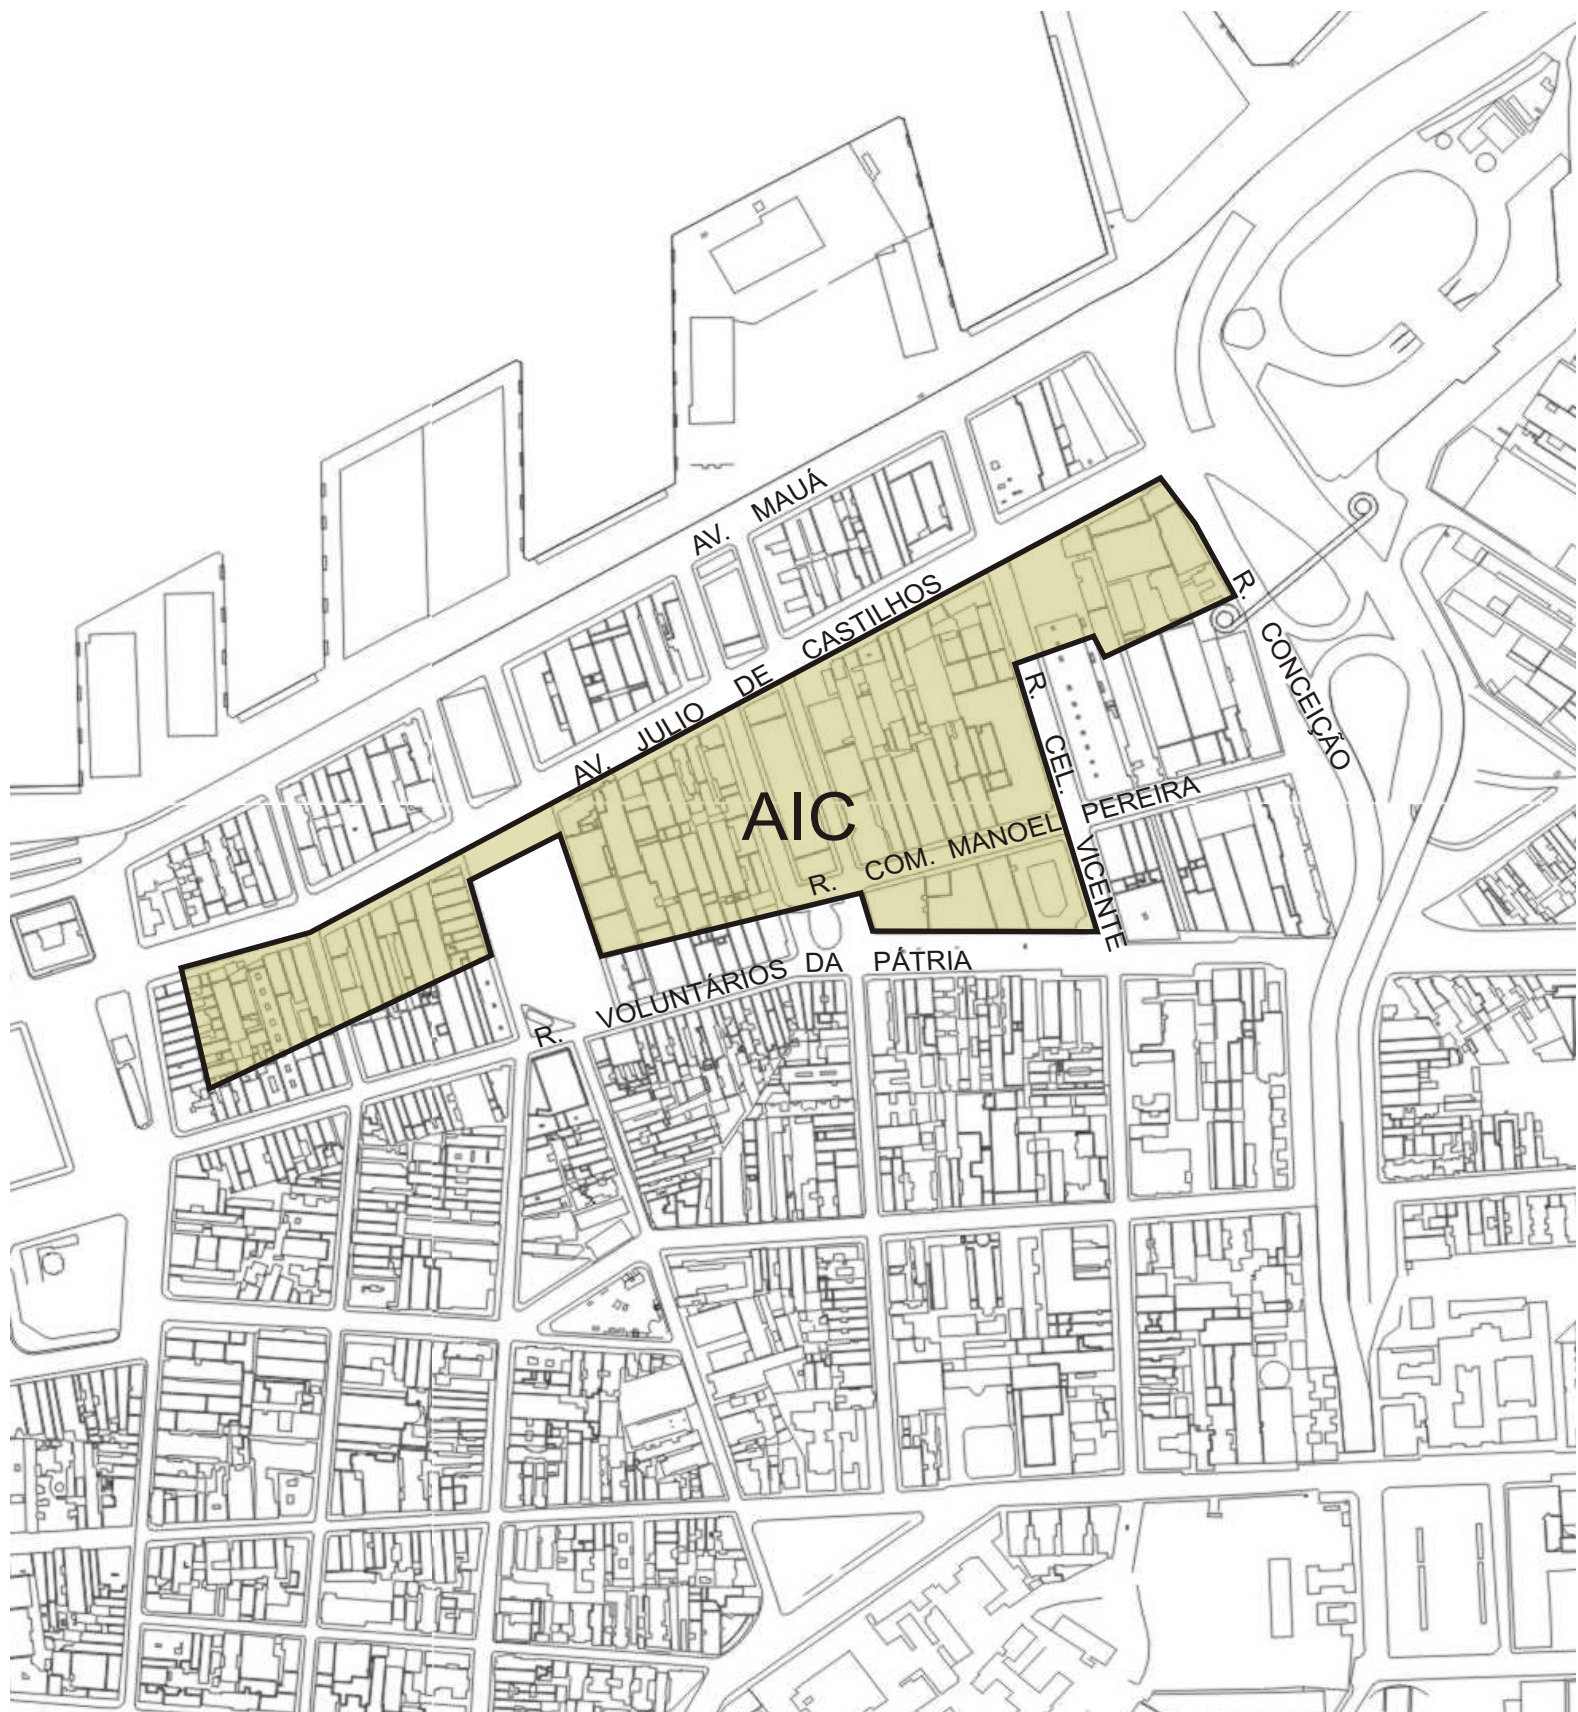 AV. MAUÁ
AV. JULIO DE CASTILHOS
R. CONCEIÇÃO
R. CEL. VICENTE
AIC
R. COM. MANOEL PEREIRA
R. VOLUNTÁRIOS DA PÁTRIA